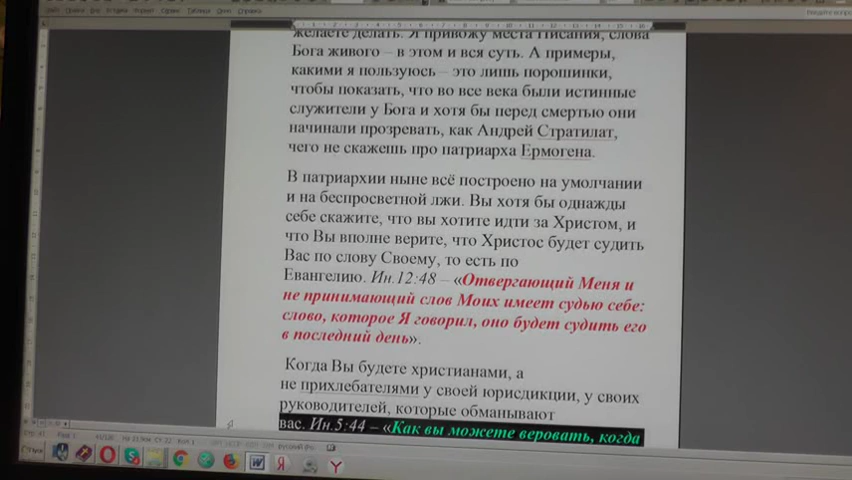 желаете делать. Я привожу места Писания, слова
Бога живого – в этом и вся суть. А примеры,
какими я пользуюсь – это лишь порошинки,
чтобы показать, что во все века были истинные
служители у Бога и хотя бы перед смертью они
начинали прозревать, как Андрей Стратилат,
чего не скажешь про патриарха Ермогена.
В патриархии ныне всё построено на умолчании
и на беспросветной лжи. Вы хотя бы однажды
себе скажите, что вы хотите идти за Христом, и
что Вы вполне верите, что Христос будет судить
Вас по слову Своему, то есть по
Евангелию. Ин.12:48 – «Отвергающий Меня и
не принимающий слов Моих имеет судью себе:
слово, которое Я говорил, оно будет судить его
в последний день».
Когда Вы будете христианами, а
не прихлебателями у своей юрисдикции, у своих
руководителей, которые обманывают
вас. Ин.5:44 – «Как вы можете веровать, когда